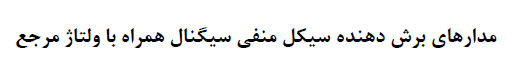 مدارهای برش دهنده سیکل منفی سیگنال همراه با ولتاژ مرجع